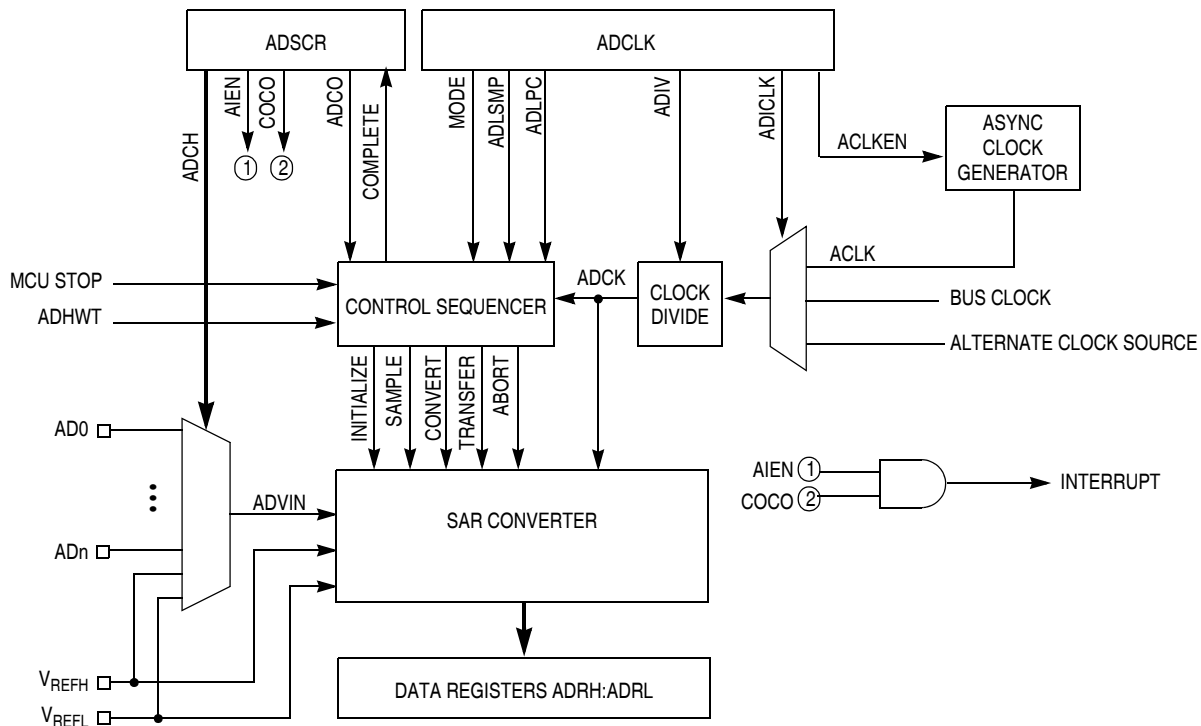 ADSCR
ADCLK
ADCH
AIEN
COCO
ADCO
COMPLETE
MODE
ADLSMP
ADLPC
ADIV
ADICLK
ACLKEN
ASYNC
CLOCK
GENERATOR
1
2
ACLK
MCU STOP
ADHWT
CONTROL SEQUENCER
ADCK
CLOCK
DIVIDE
BUS CLOCK
ALTERNATE CLOCK SOURCE
INITIALIZE
SAMPLE
CONVERT
TRANSFER
ABORT
AD0
•••
ADn
ADVIN
SAR CONVERTER
AIEN 1
COCO 2
INTERRUPT
VREFH
VREFL
DATA REGISTERS ADRH:ADRL